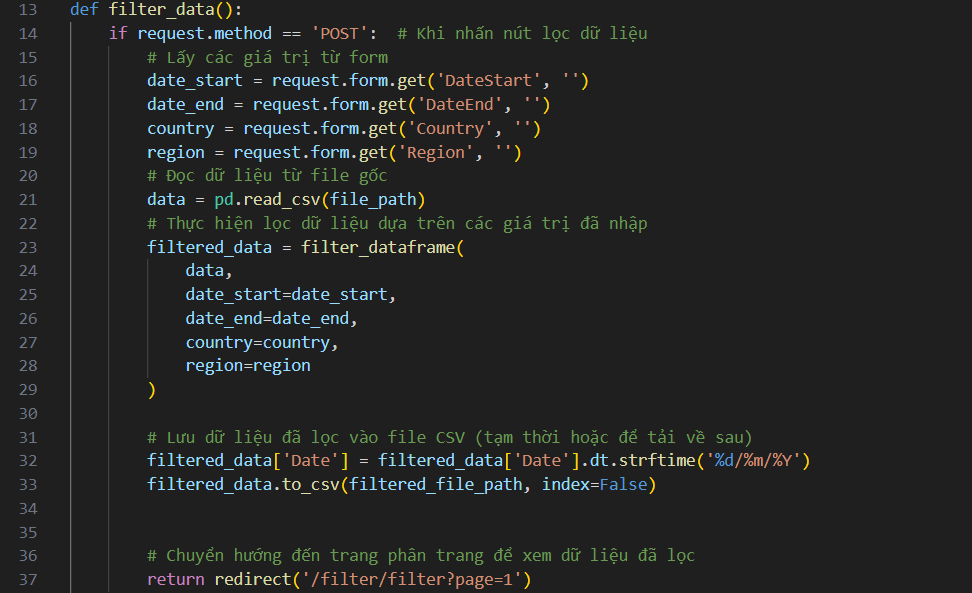 13 def filter_data():
14     if request.method == 'POST':  # Khi nhấn nút lọc dữ liệu
15         # Lấy các giá trị từ form
16         date_start = request.form.get('DateStart', '')
17         date_end = request.form.get('DateEnd', '')
18         country = request.form.get('Country', '')
19         region = request.form.get('Region', '')
20         # Đọc dữ liệu từ file gốc
21         data = pd.read_csv(file_path)
22         # Thực hiện lọc dữ liệu dựa trên các giá trị đã nhập
23         filtered_data = filter_dataframe(
24             data,
25             date_start=date_start,
26             date_end=date_end,
27             country=country,
28             region=region
29         )
30
31         # Lưu dữ liệu đã lọc vào file CSV (tạm thời hoặc để tải về sau)
32         filtered_data['Date'] = filtered_data['Date'].dt.strftime('%d/%m/%Y')
33         filtered_data.to_csv(filtered_file_path, index=False)
34
35
36         # Chuyển hướng đến trang phân trang để xem dữ liệu đã lọc
37         return redirect('/filter/filter?page=1')